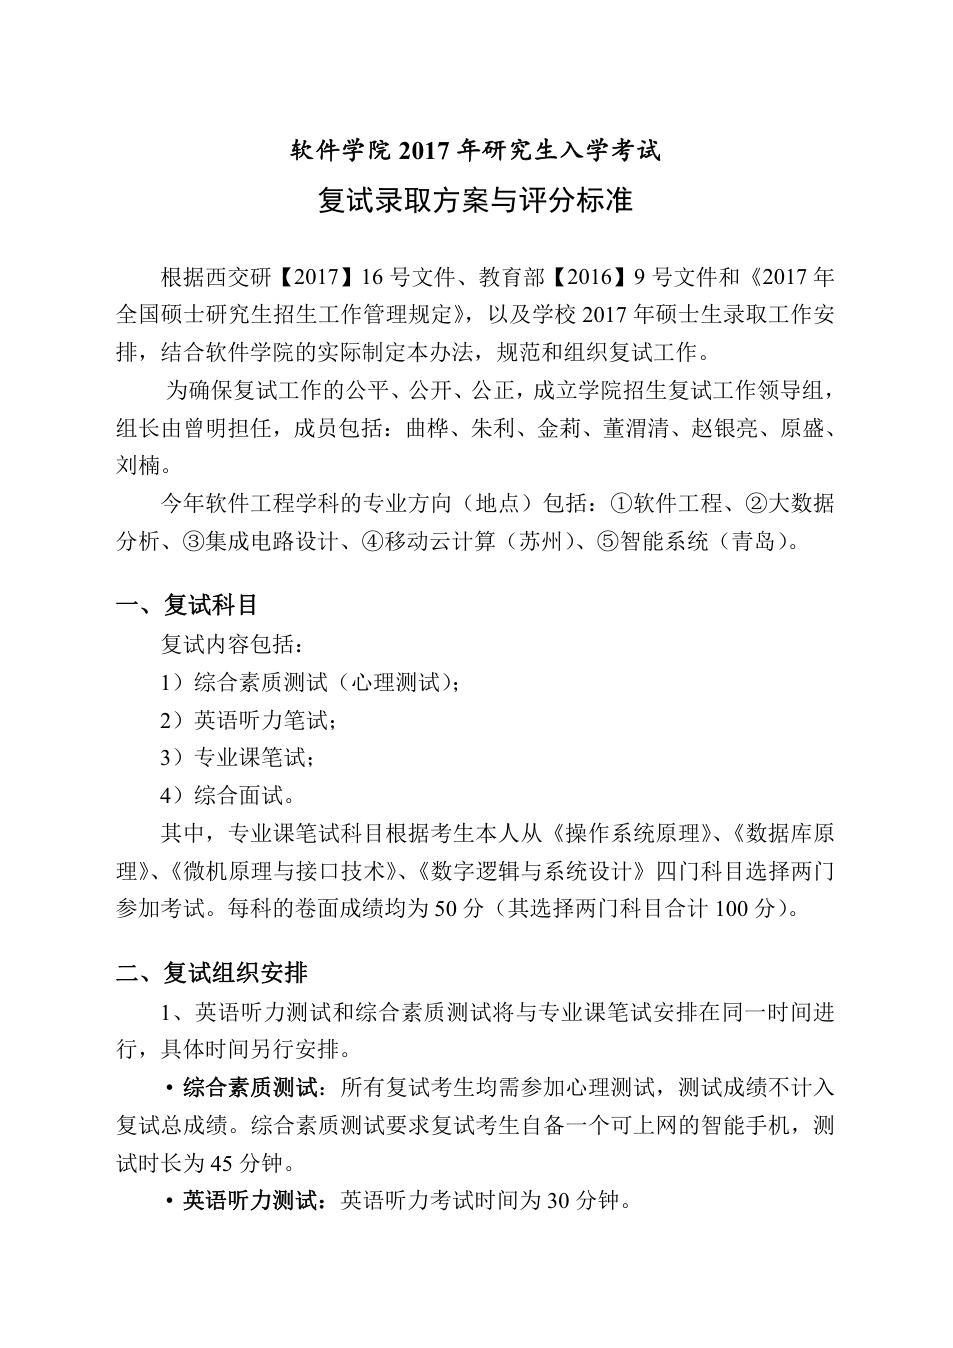 软件学院 2017 年研究生入学考试
复试录取方案与评分标准
根据西交研【2017】16 号文件、教育部【2016】9 号文件和《2017 年
全国硕士研究生招生工作管理规定》，以及学校 2017 年硕士生录取工作安
排，结合软件学院的实际制定本办法，规范和组织复试工作。
为确保复试工作的公平、公开、公正，成立学院招生复试工作领导组，
组长由曾明担任，成员包括：曲桦、朱利、金莉、董渭清、赵银亮、原盛、
刘楠。
今年软件工程学科的专业方向（地点）包括：①软件工程、②大数据
分析、③集成电路设计、④移动云计算（苏州）、⑤智能系统（青岛）。
一、复试科目
复试内容包括：
1）综合素质测试（心理测试）；
2）英语听力笔试；
3）专业课笔试；
4）综合面试。
其中，专业课笔试科目根据考生本人从《操作系统原理》、《数据库原
理》、《微机原理与接口技术》、《数字逻辑与系统设计》四门科目选择两门
参加考试。每科的卷面成绩均为 50 分（其选择两门科目合计 100 分）。
二、复试组织安排
1、英语听力测试和综合素质测试将与专业课笔试安排在同一时间进
行，具体时间另行安排。
·综合素质测试：所有复试考生均需参加心理测试，测试成绩不计入
复试总成绩。综合素质测试要求复试考生自备一个可上网的智能手机，测
试时长为 45 分钟。
·英语听力测试：英语听力考试时间为 30 分钟。